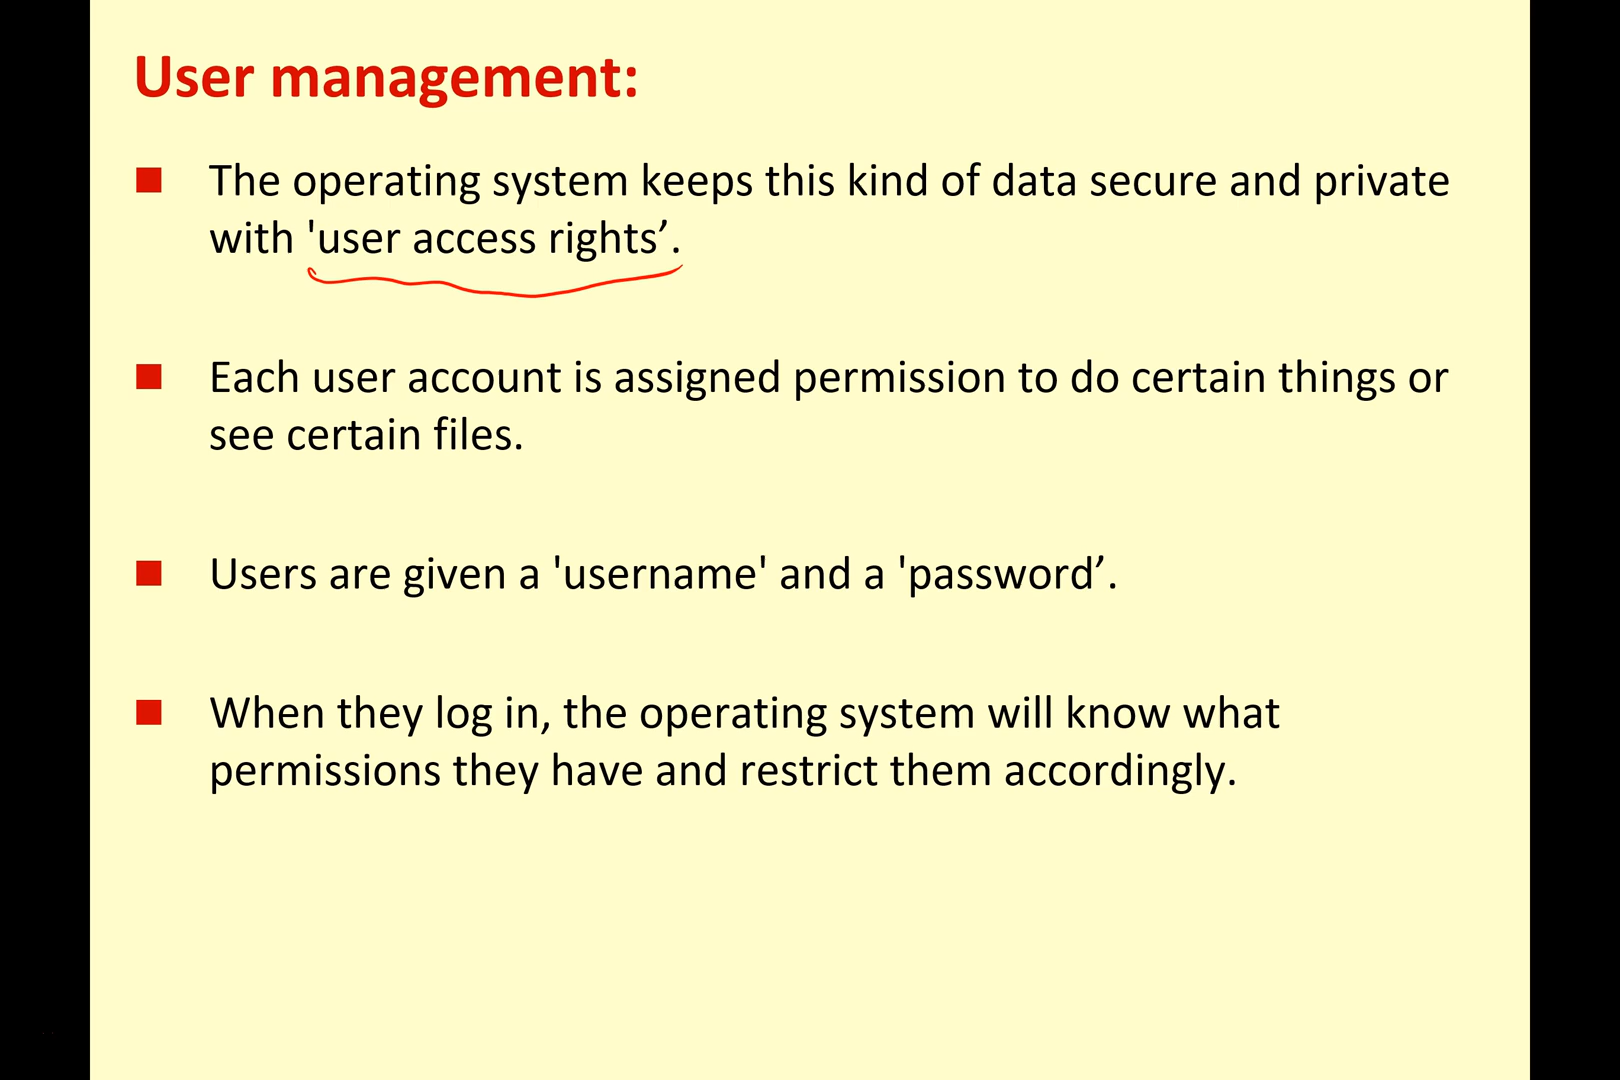 User management:
The operating system keeps this kind of data secure and private
with 'user access rights’.
Each user account is assigned permission to do certain things or
see certain files.
Users are given a 'username' and a 'password’.
When they log in, the operating system will know what
permissions they have and restrict them accordingly.